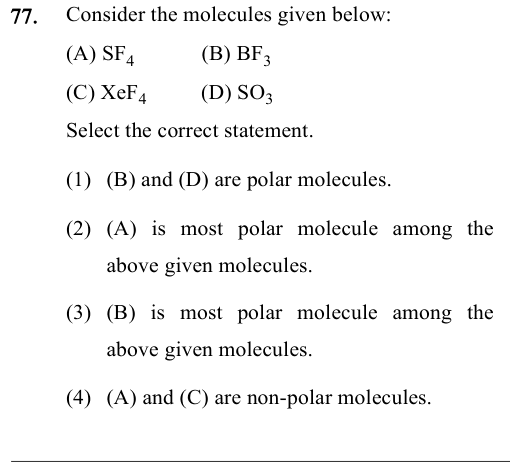 77. Consider the molecules given below:
(A) SF₄ (B) BF₃
(C) XeF₄ (D) SO₃
Select the correct statement.
(1) (B) and (D) are polar molecules.
(2) (A) is most polar molecule among the
above given molecules.
(3) (B) is most polar molecule among the
above given molecules.
(4) (A) and (C) are non-polar molecules.